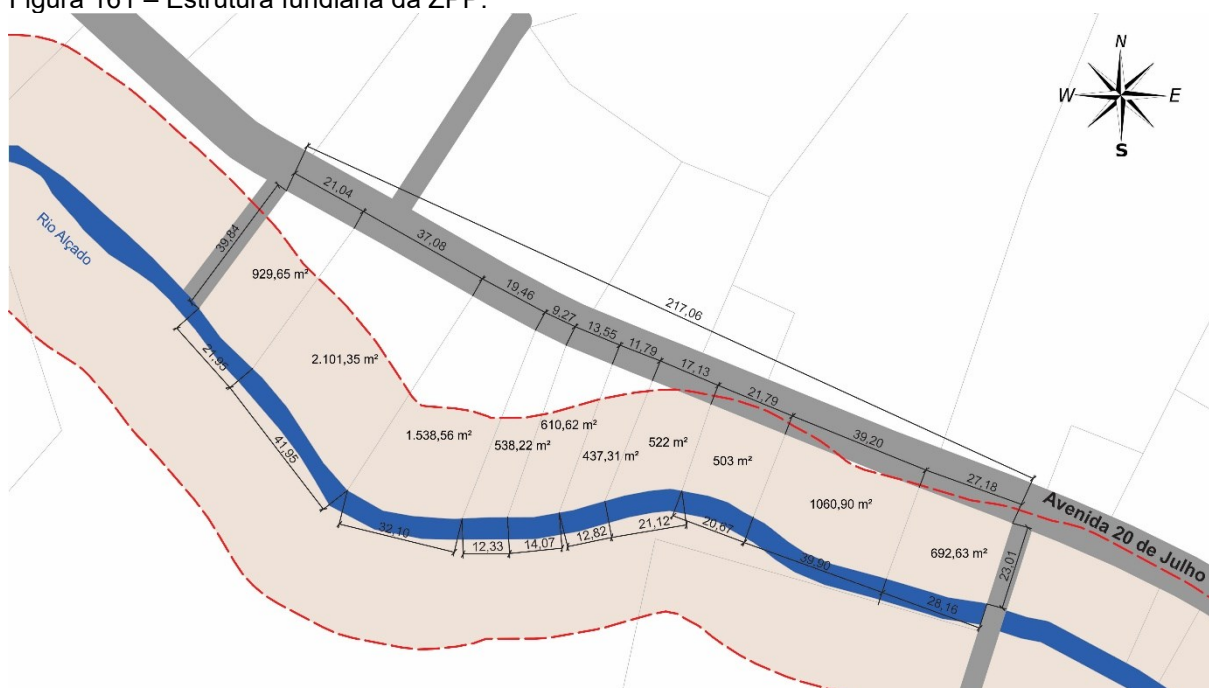 Figura 161 – Estrutura fundiária da ZPP.
N
W
E
S
Rio Alçado
21,04
37,08
19,46
9,27
13,55
11,79
17,13
21,79
39,20
27,18
217,06
39,84
929,65 m²
2.101,35 m²
1.538,56 m²
538,22 m²
610,62 m²
437,31 m²
522 m²
503 m²
1060,90 m²
692,63 m²
Avenida 20 de Julho
23,01
21,95
41,95
32,10
12,33
14,07
12,82
21,12
20,67
39,90
28,16